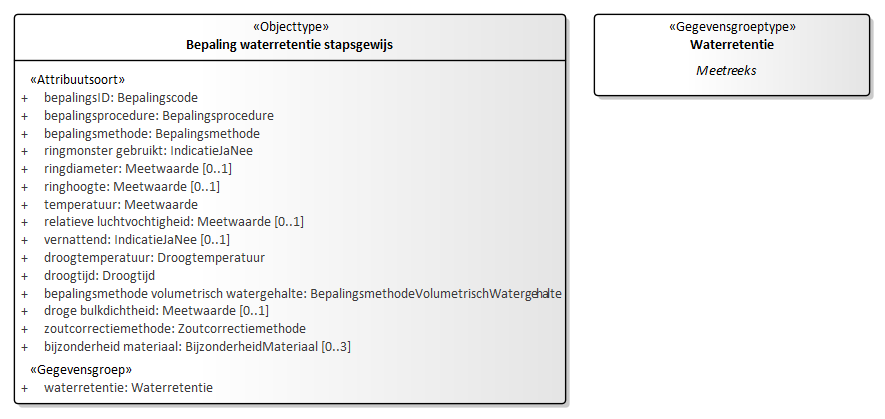 «Objecttype»
Bepaling waterretentie stapsgewijs
«Attribuutsoort»
+ bepalingsID: Bepalingscode
+ bepalingsprocedure: Bepalingsprocedure
+ bepalingsmethode: Bepalingsmethode
+ ringmonster gebruikt: IndicatieJaNee
+ ringdiameter: Meetwaarde [0..1]
+ ringhoogte: Meetwaarde [0..1]
+ temperatuur: Meetwaarde
+ relatieve luchtvochtigheid: Meetwaarde [0..1]
+ vernattend: IndicatieJaNee [0..1]
+ droogtemperatuur: Droogtemperatuur
+ droogtijd: Droogtijd
+ bepalingsmethode volumetrisch watergehalte: BepalingsmethodeVolumetrischWatergehalte
+ droge bulkdichtheid: Meetwaarde [0..1]
+ zoutcorrectiemethode: Zoutcorrectiemethode
+ bijzonderheid materiaal: BijzonderheidMateriaal [0..3]
«Gegevensgroep»
+ waterretentie: Waterretentie
«Gegevensgroeptype»
Waterretentie
Meetreeks